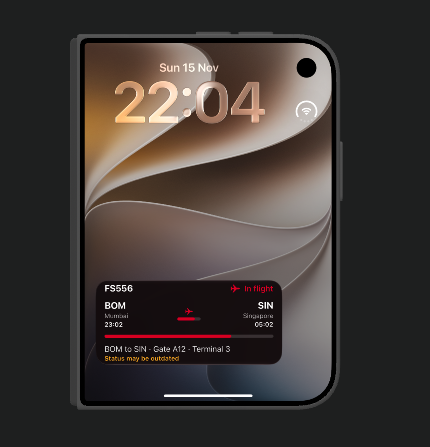 Sun 15 Nov
22:04
FS556 In flight
BOM SIN
Mumbai Singapore
23:02 05:02
BOM to SIN · Gate A12 · Terminal 3
Status may be outdated